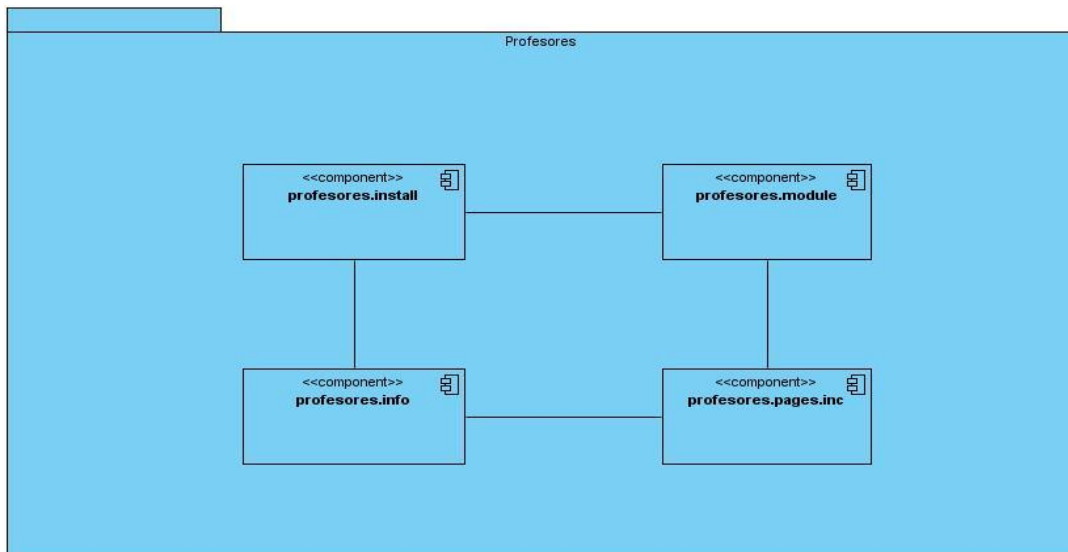 Profesores
<<component>>
profesores.install
<<component>>
profesores.module
<<component>>
profesores.info
<<component>>
profesores.pages.inc